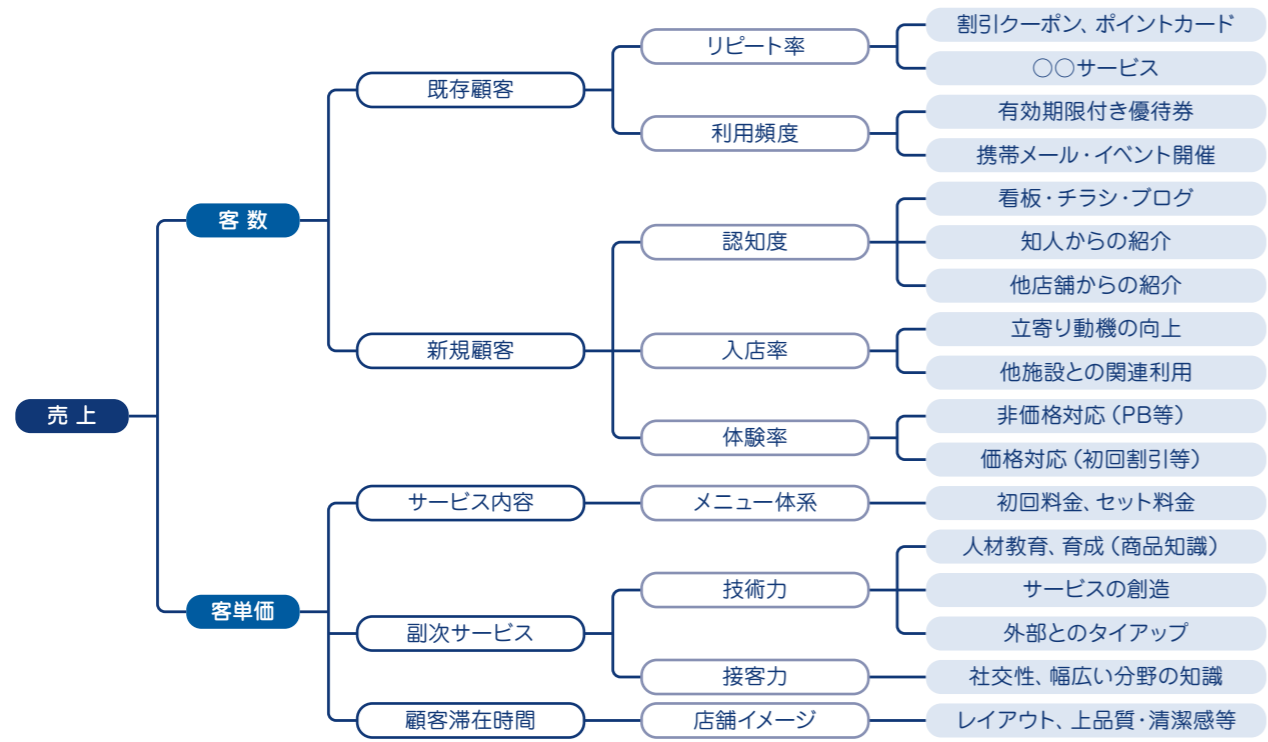 売上
客数
客単価
既存顧客
新規顧客
サービス内容
副次サービス
顧客滞在時間
リピート率
利用頻度
認知度
入店率
体験率
メニュー体系
技術力
接客力
店舗イメージ
割引クーポン、ポイントカード
○○サービス
有効期限付き優待券
携帯メール・イベント開催
看板・チラシ・ブログ
知人からの紹介
他店舗からの紹介
立寄り動機の向上
他施設との関連利用
非価格対応（PB等）
価格対応（初回割引等）
初回料金、セット料金
人材教育、育成（商品知識）
サービスの創造
外部とのタイアップ
社交性、幅広い分野の知識
レイアウト、上品質・清潔感等